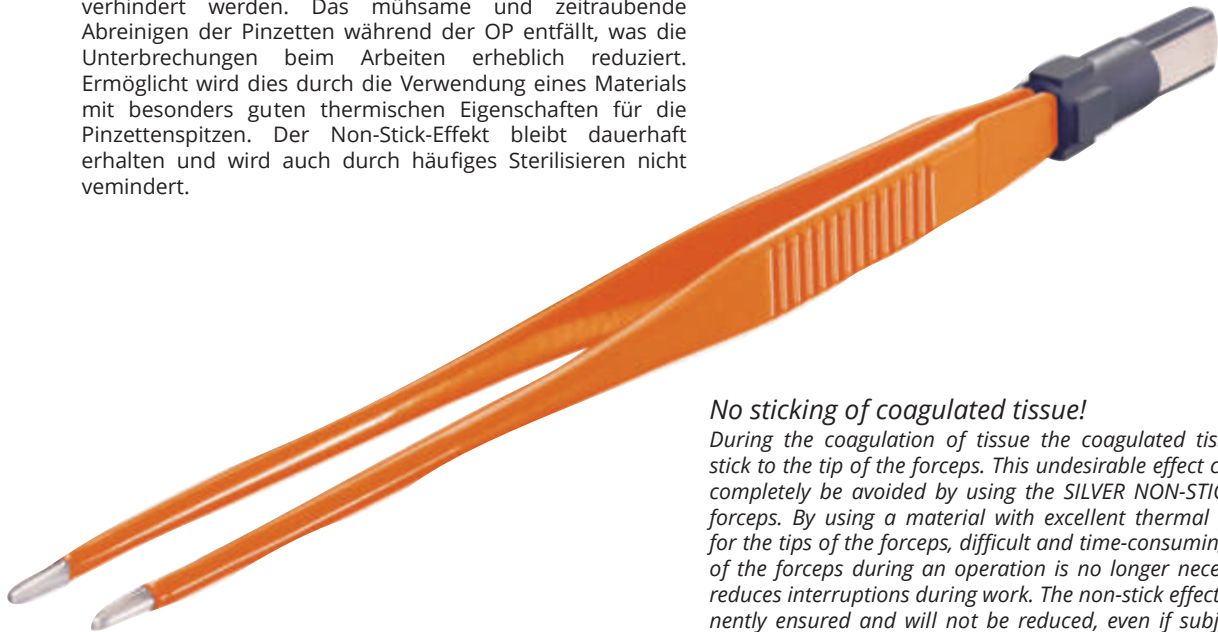 verhindert werden. Das mühsame und zeitraubende
Abreinigen der Pinzetten während der OP entfällt, was die
Unterbrechungen beim Arbeiten erheblich reduziert.
Ermöglicht wird dies durch die Verwendung eines Materials
mit besonders guten thermischen Eigenschaften für die
Pinzettenspitzen. Der Non-Stick-Effekt bleibt dauerhaft
erhalten und wird auch durch häufiges Sterilisieren nicht
vemindert.
No sticking of coagulated tissue!
During the coagulation of tissue the coagulated
stick to the tip of the forceps. This undesirable effect
completely be avoided by using the SILVER
forceps. By using a material with excellent thermal
for the tips of the forceps, difficult and
of the forceps during an operation is no longer
reduces interruptions during work. The non-stick effect
nently ensured and will not be reduced, even if